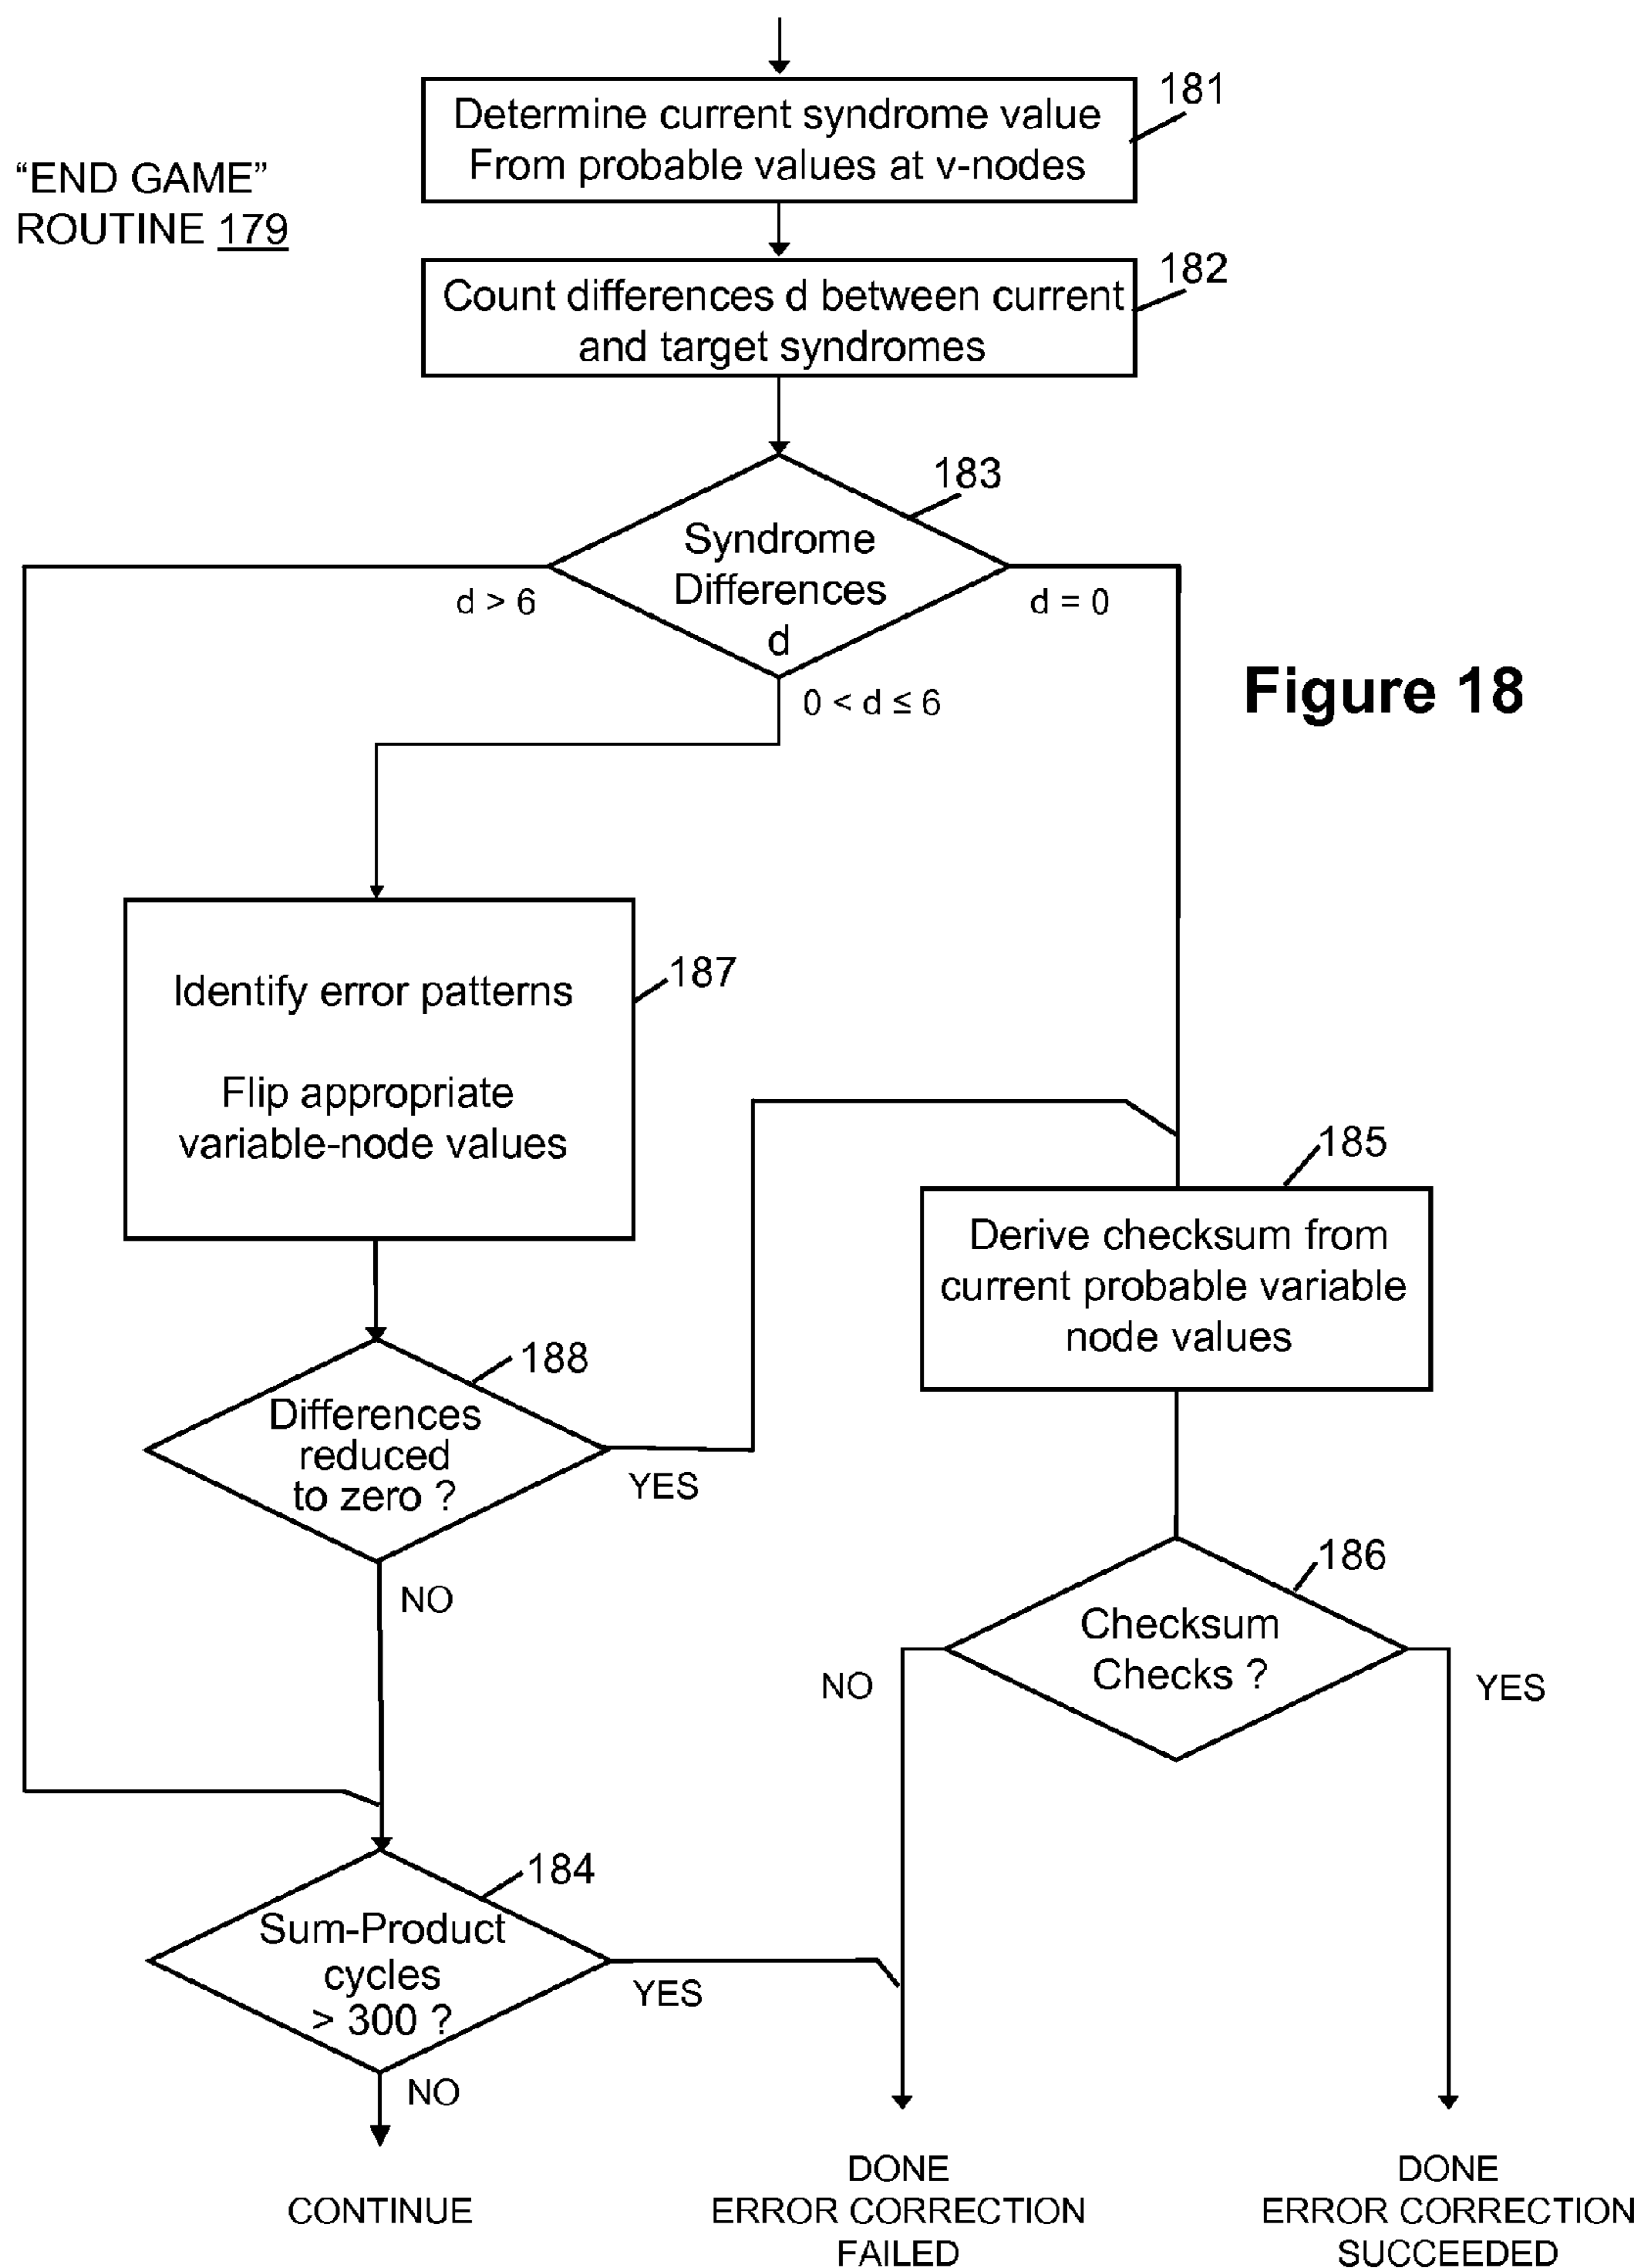 181
Determine current syndrome value
From probable values at v-nodes
“END GAME”
ROUTINE 179
182
Count differences d between current
and target syndromes
183
Syndrome
Differences
d
d > 6
d = 0
0 < d ≤ 6
Figure 18
187
Identify error patterns
Flip appropriate
variable-node values
185
Derive checksum from
current probable variable
node values
188
Differences
reduced
to zero ?
YES
NO
186
Checksum
Checks ?
NO
YES
184
Sum-Product
cycles
> 300 ?
YES
NO
CONTINUE
DONE
ERROR CORRECTION
FAILED
DONE
ERROR CORRECTION
SUCCEEDED